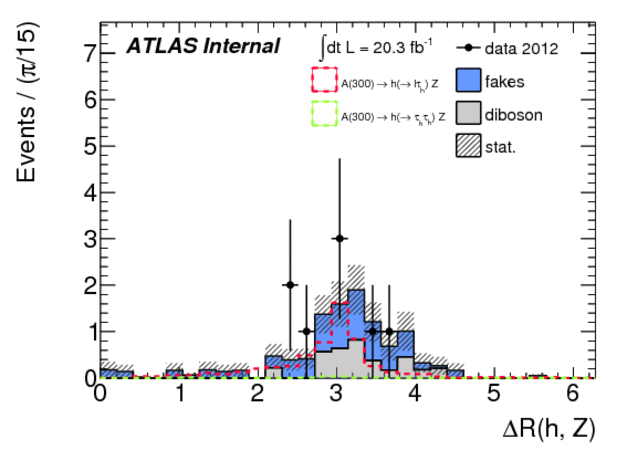 ATLAS Internal
∫dt L = 20.3 fb⁻¹
data 2012
A(300) → h(→ lτₕ) Z
fakes
A(300) → h(→ τₕτₕ) Z
diboson
stat.
Events / (π/15)
7
6
5
4
3
2
1
0
0 1 2 3 4 5 6
ΔR(h, Z)